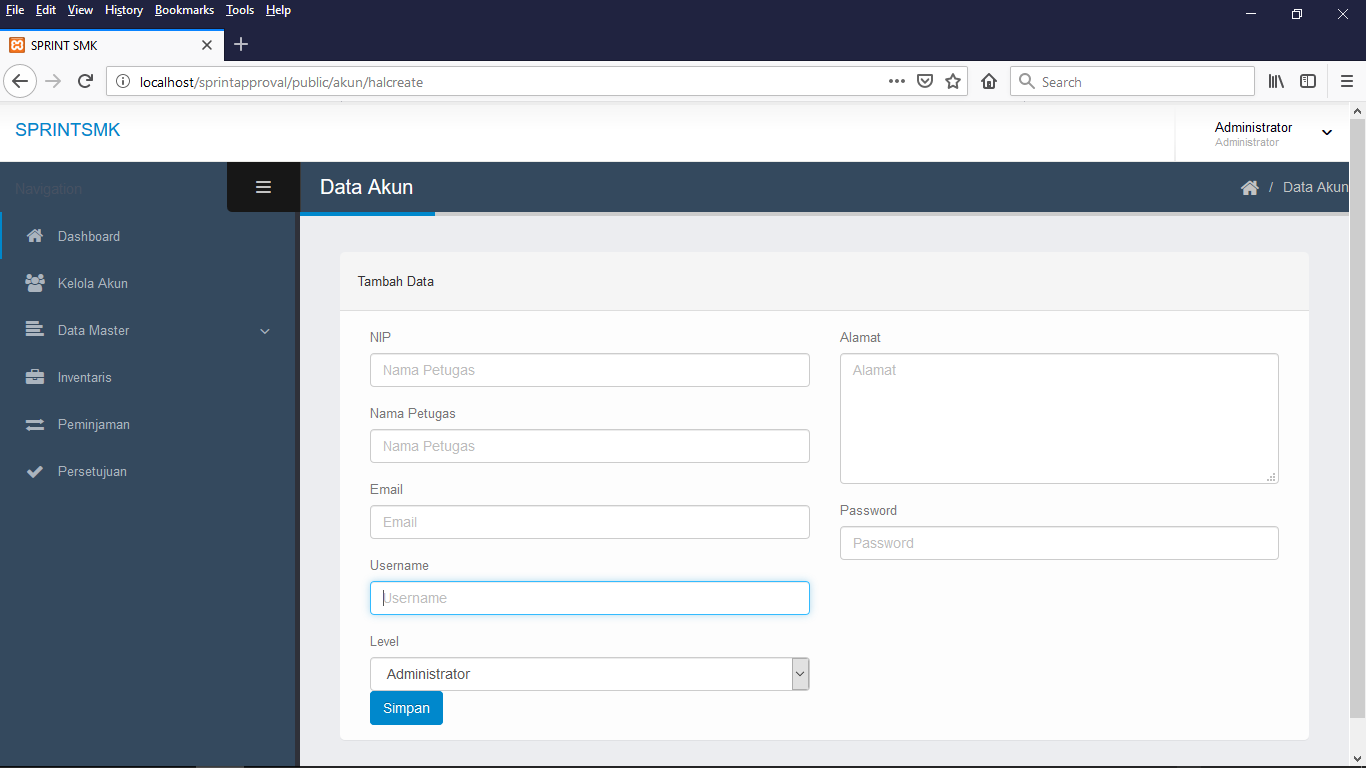 File Edit View History Bookmarks Tools Help
SPRINT SMK
localhost/sprintapproval/public/akun/halcreate
Search
SPRINTSMK
Administrator
Administrator
Navigation
Data Akun
/ Data Akun
Dashboard
Kelola Akun
Data Master
Inventaris
Peminjaman
Persetujuan
Tambah Data
NIP
Nama Petugas
Nama Petugas
Nama Petugas
Email
Email
Username
Username
Level
Administrator
Simpan
Alamat
Alamat
Password
Password